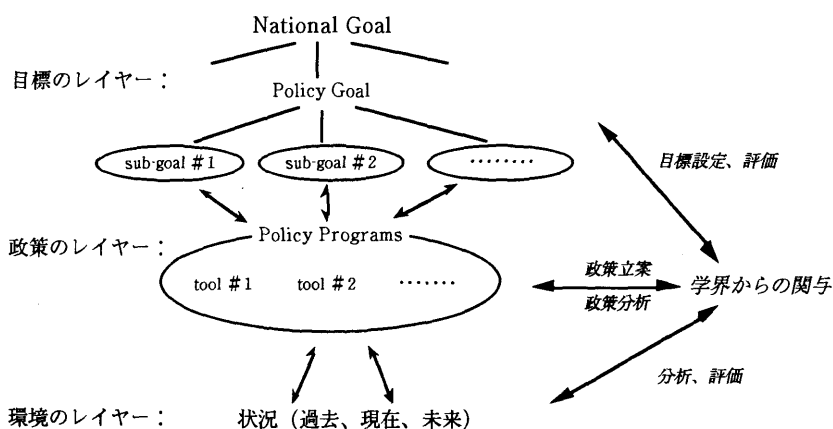 National Goal
目標のレイヤー：
Policy Goal
sub-goal #1
sub-goal #2
········
目標設定、評価
政策のレイヤー：
Policy Programs
tool #1
tool #2
·······
政策立案
政策分析
学界からの関与
分析、評価
環境のレイヤー：
状況（過去、現在、未来）